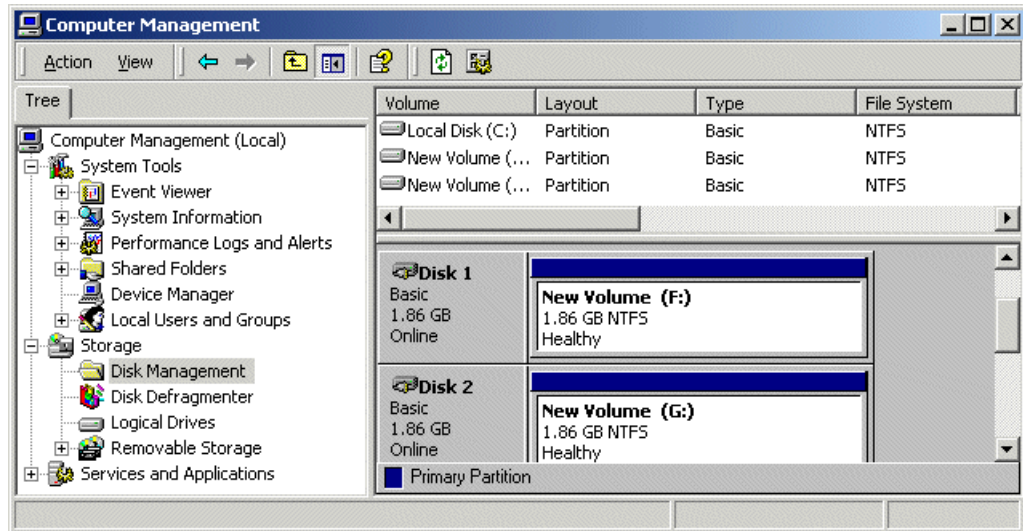 Computer Management
Action View
Tree
Computer Management (Local)
System Tools
Event Viewer
System Information
Performance Logs and Alerts
Shared Folders
Device Manager
Local Users and Groups
Storage
Disk Management
Disk Defragmenter
Logical Drives
Removable Storage
Services and Applications
Volume Layout Type File System
Local Disk (C:) Partition Basic NTFS
New Volume (... Partition Basic NTFS
New Volume (... Partition Basic NTFS
Disk 1
Basic
1.86 GB
Online
New Volume (F:)
1.86 GB NTFS
Healthy
Disk 2
Basic
1.86 GB
Online
New Volume (G:)
1.86 GB NTFS
Healthy
Primary Partition